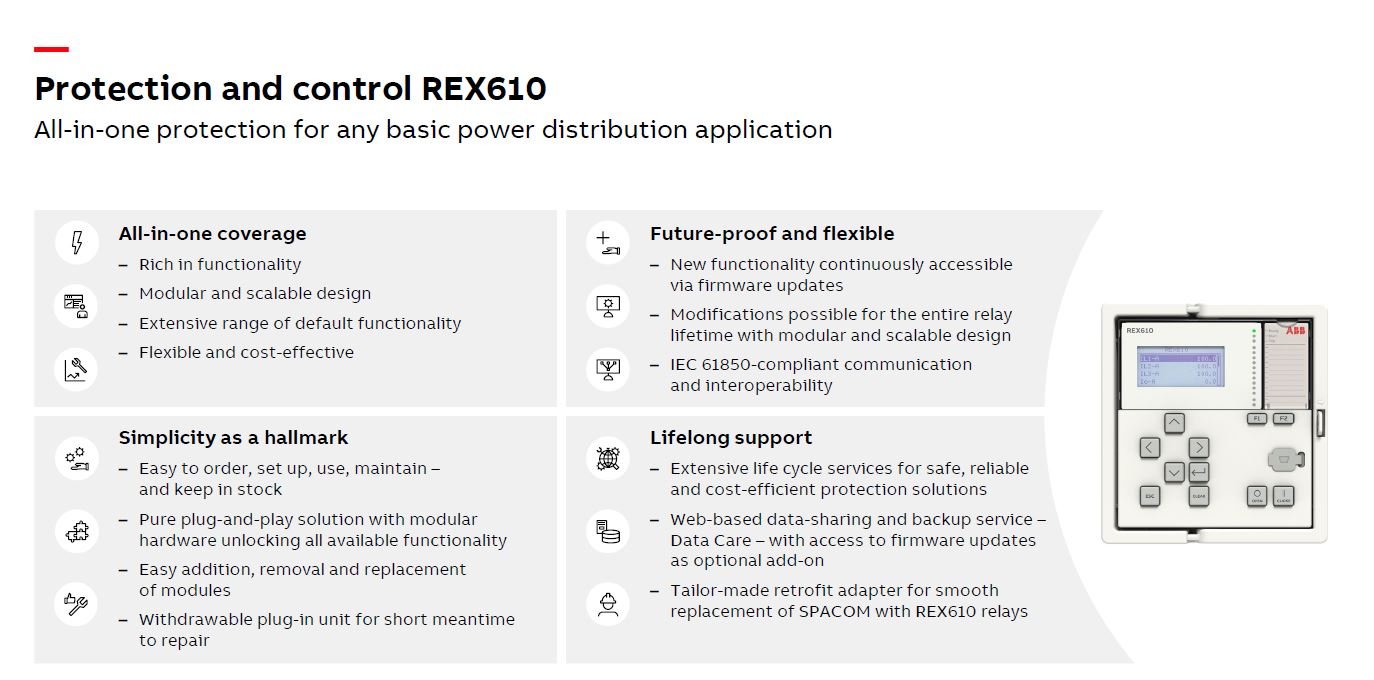 Protection and control REX610
All-in-one protection for any basic power distribution application
All-in-one coverage
– Rich in functionality
– Modular and scalable design
– Extensive range of default functionality
– Flexible and cost-effective
Future-proof and flexible
– New functionality continuously accessible
via firmware updates
– Modifications possible for the entire relay
lifetime with modular and scalable design
– IEC 61850-compliant communication
and interoperability
Simplicity as a hallmark
– Easy to order, set up, use, maintain –
and keep in stock
– Pure plug-and-play solution with modular
hardware unlocking all available functionality
– Easy addition, removal and replacement
of modules
– Withdrawable plug-in unit for short meantime
to repair
Lifelong support
– Extensive life cycle services for safe, reliable
and cost-efficient protection solutions
– Web-based data-sharing and backup service –
Data Care – with access to firmware updates
as optional add-on
– Tailor-made retrofit adapter for smooth
replacement of SPACOM with REX610 relays
REX610
ABB
IL1-A 100.0
IL2-A 100.0
IL3-A 100.0
Io-A 0.0
F1 F2
ESC CLEAR OPEN CLOSE